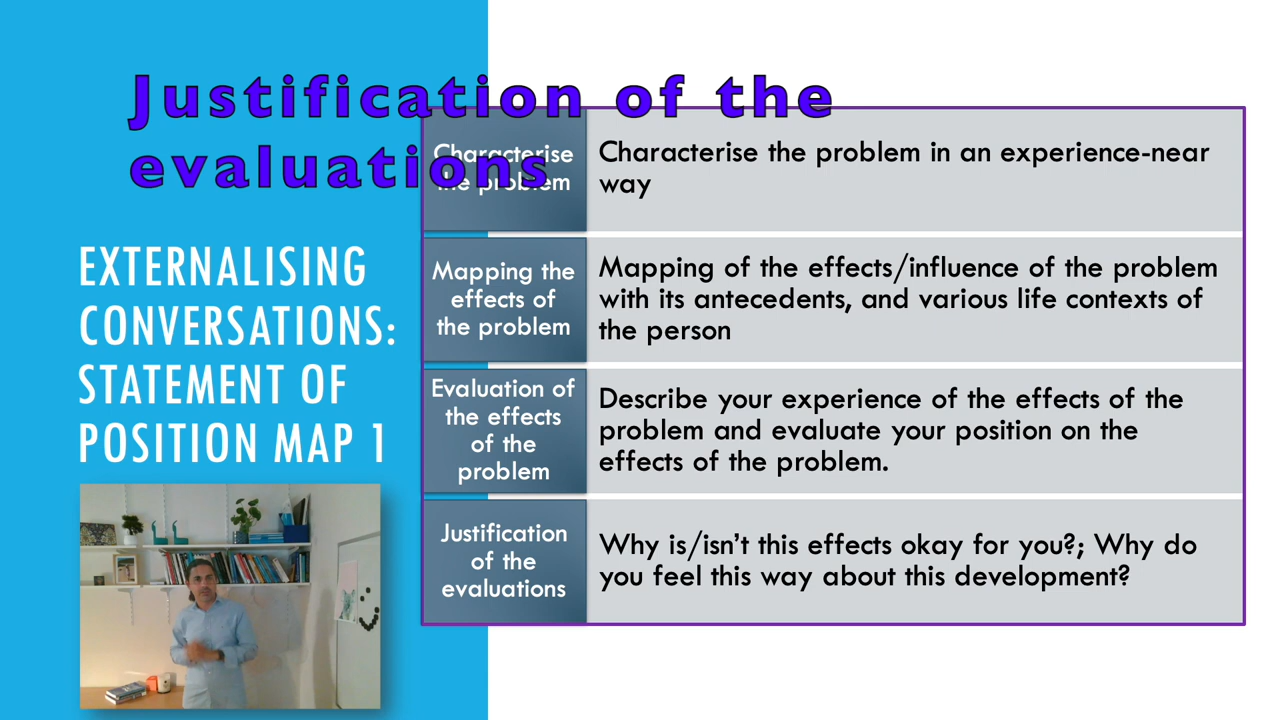 Justification of the
evaluations
EXTERNALISING
CONVERSATIONS:
STATEMENT OF
POSITION MAP 1
Characterise
the problem
Characterise the problem in an experience-near
way
Mapping the
effects of
the problem
Mapping of the effects/influence of the problem
with its antecedents, and various life contexts of
the person
Evaluation of
the effects
of the
problem
Describe your experience of the effects of the
problem and evaluate your position on the
effects of the problem.
Justification
of the
evaluations
Why is/isn't this effects okay for you?; Why do
you feel this way about this development?